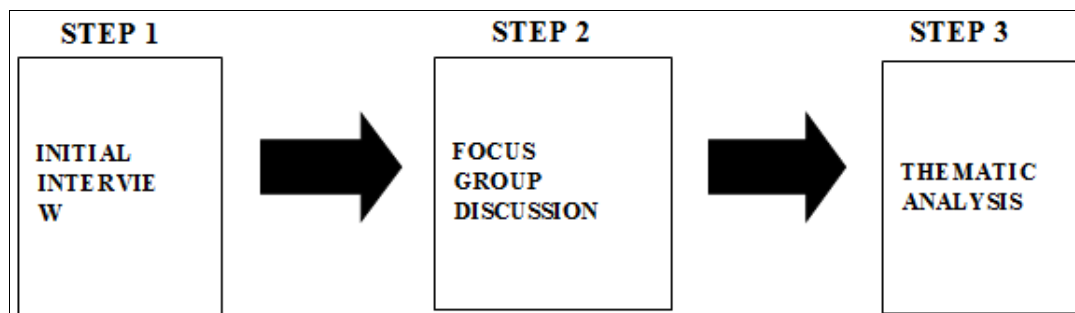 STEP 1
STEP 2
STEP 3
INITIAL
INTERVIE
W
FOCUS
GROUP
DISCUSSION
THEMATIC
ANALYSIS